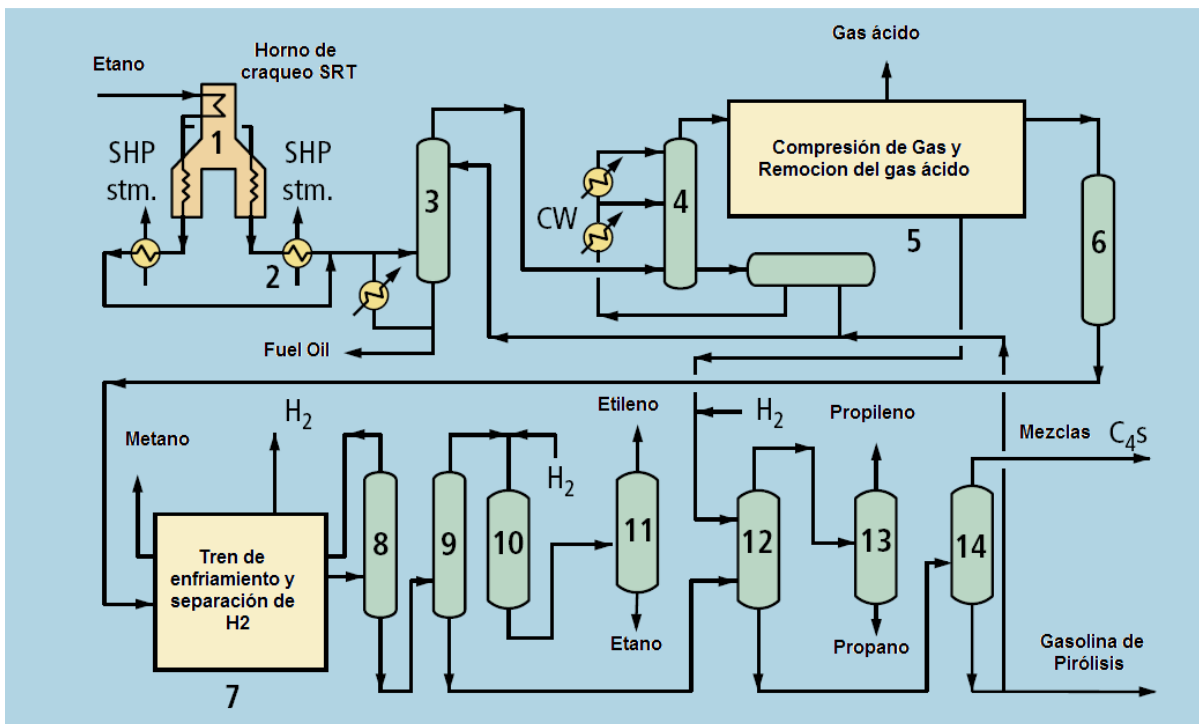 Etano
Horno de
craqueo SRT
1
SHP
stm.
SHP
stm.
2
3
Fuel Oil
CW
4
Gas ácido
Compresión de Gas y
Remocion del gas ácido
5
6
Metano
H2
Tren de
enfriamiento y
separación de
H2
7
8
9
10
H2
Etileno
11
Etano
H2
12
Propileno
13
Propano
Mezclas C4s
14
Gasolina de
Pirólisis